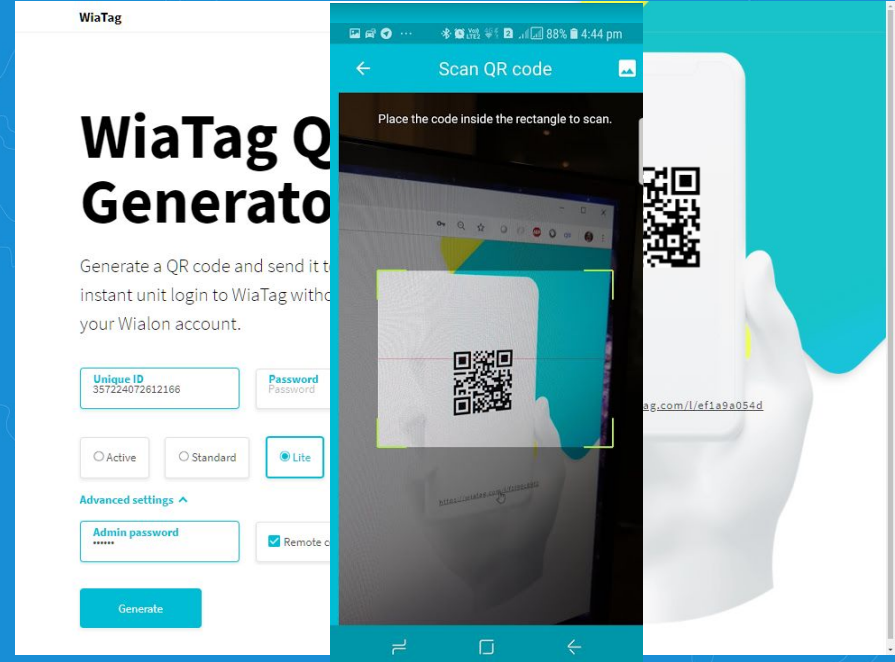 WiaTag
WiaTag Q
Generato
Generate a QR code and send it t
instant unit login to WiaTag witho
your Wialon account.
Unique ID
357224072612166
Password
Password
Active
Standard
Lite
Advanced settings
Admin password
••••••
Remote c
Generate
88% 4:44 pm
Scan QR code
Place the code inside the rectangle to scan.
ag.com/l/ef1a9a054d